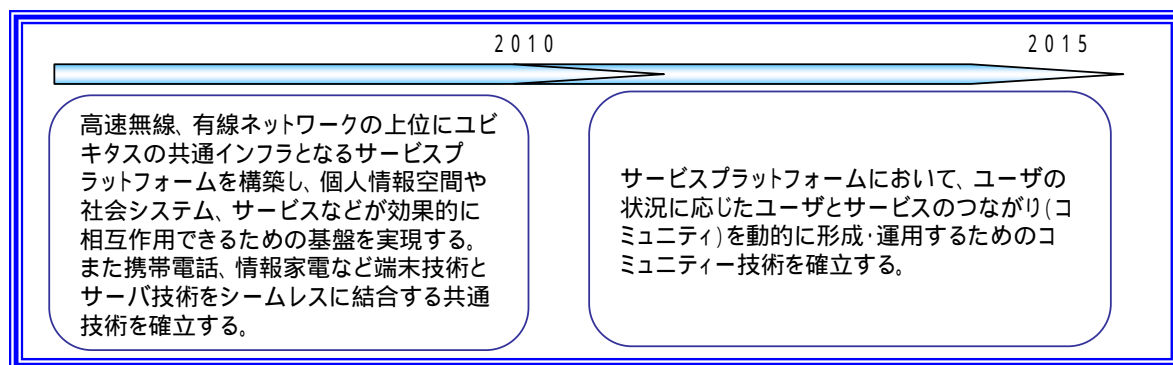 2010
2015
高速無線、有線ネットワークの上位にユビ
キタスの共通インフラとなるサービスプ
ラットフォームを構築し、個人情報空間や
社会システム、サービスなどが効果的に
相互作用できるための基盤を実現する。
また携帯電話、情報家電など端末技術と
サーバ技術をシームレスに結合する共通
技術を確立する。
サービスプラットフォームにおいて、ユーザの
状況に応じたユーザとサービスのつながり(コ
ミュニティ)を動的に形成・運用するためのコ
ミュニティー技術を確立する。